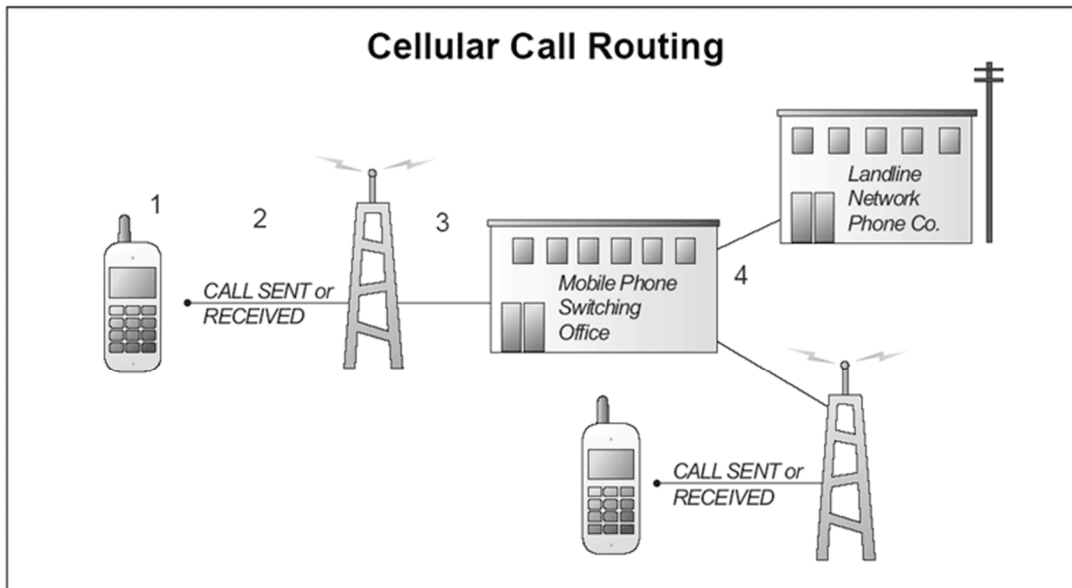 Cellular Call Routing
1
2
3
CALL SENT or
RECEIVED
Mobile Phone
Switching
Office
4
Landline
Network
Phone Co.
CALL SENT or
RECEIVED